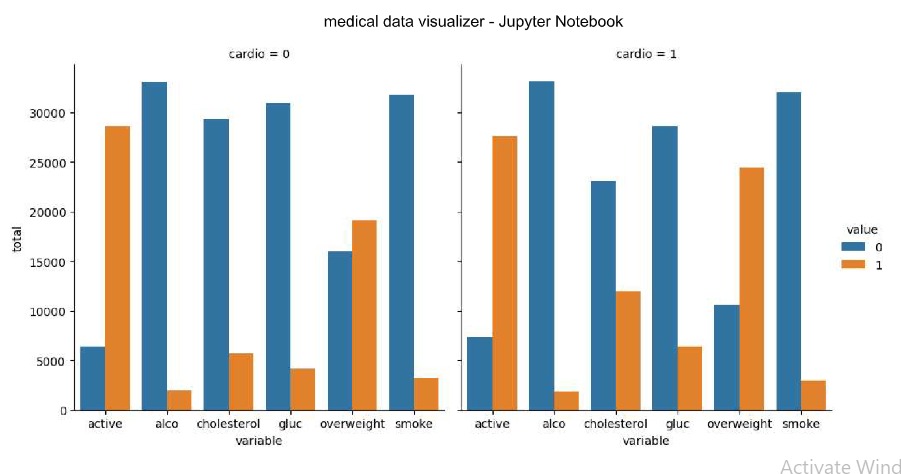 medical data visualizer - Jupyter Notebook
cardio = 0
cardio = 1
total
30000
25000
20000
15000
10000
5000
0
active alco cholesterol gluc overweight smoke
variable
active alco cholesterol gluc overweight smoke
variable
value
0
1
Activate Wind